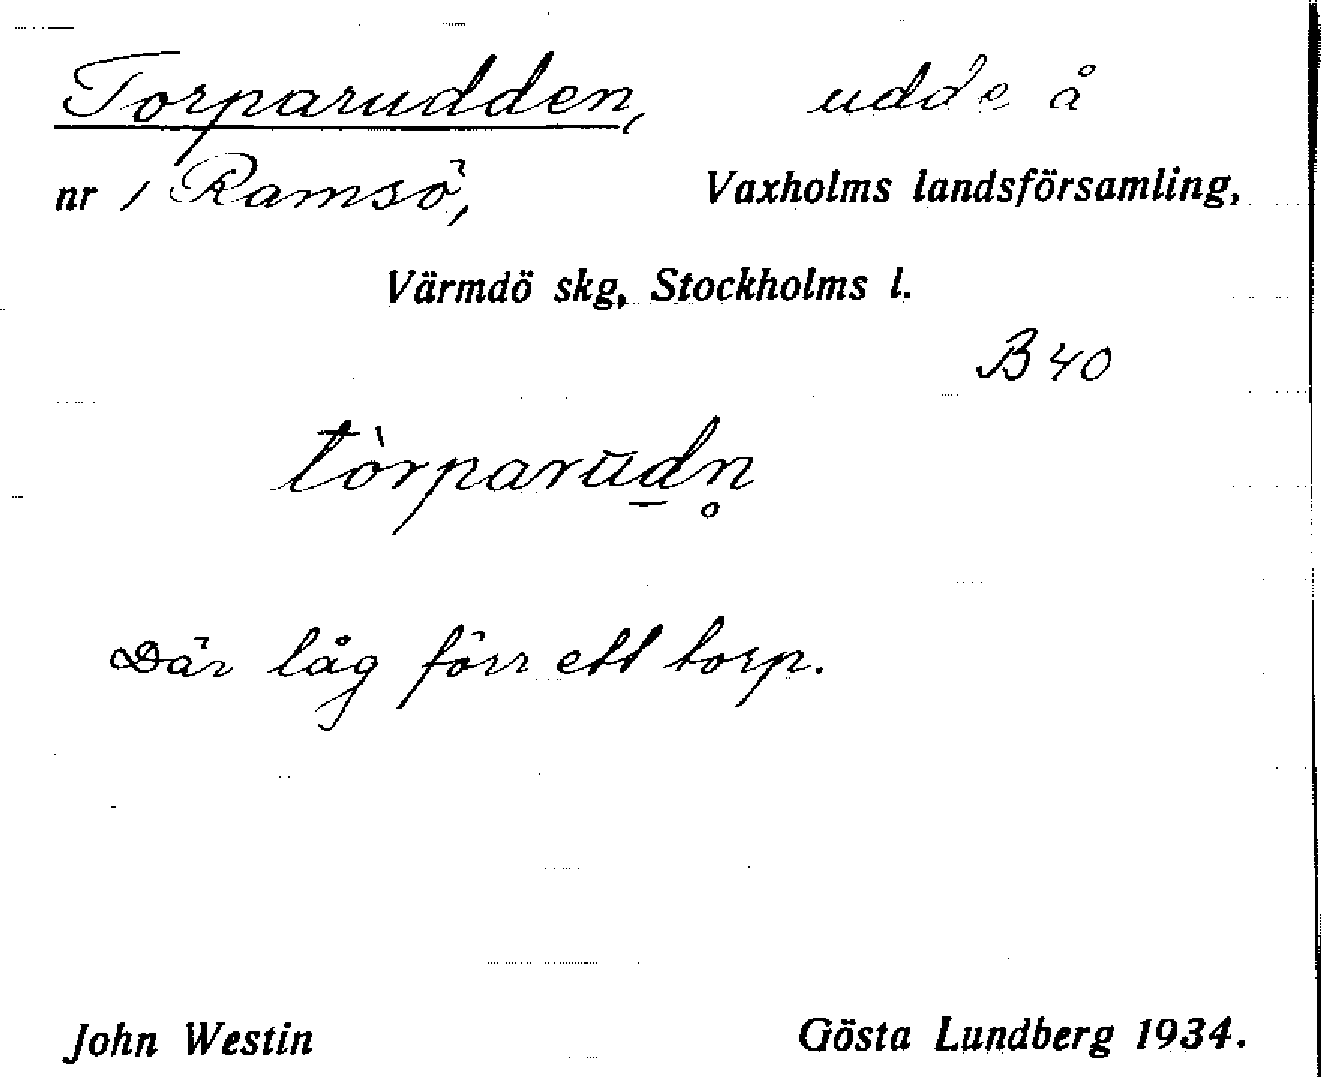 Torparudden, udde å
nr 1 Ramsö, Vaxholms landsförsamling,
Värmdö skg, Stockholms l.
B 40
tòrparūd̲n̥
Där låg förr ett torp.
John Westin Gösta Lundberg 1934.